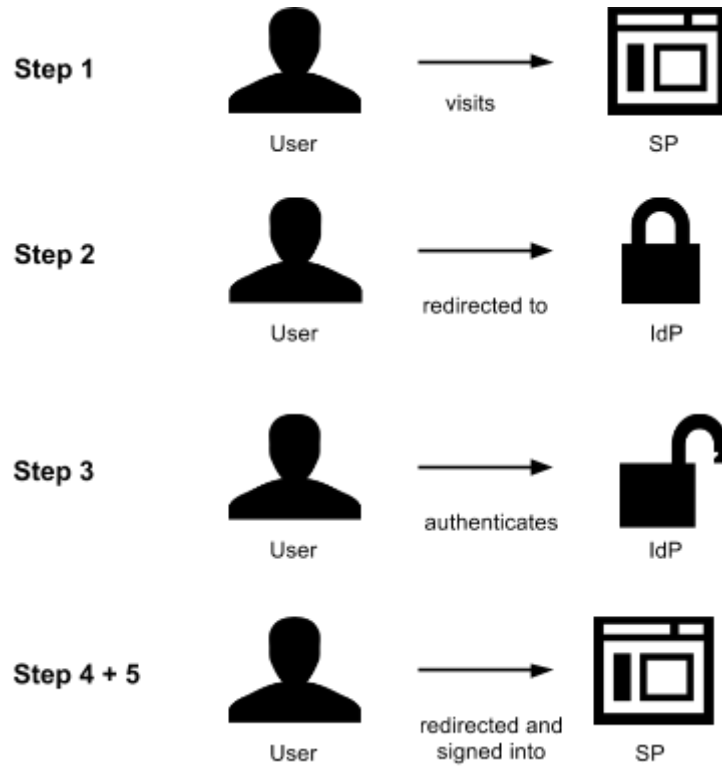 Step 1
visits
User
SP
Step 2
redirected to
User
IdP
Step 3
authenticates
User
IdP
Step 4 + 5
redirected and
signed into
User
SP